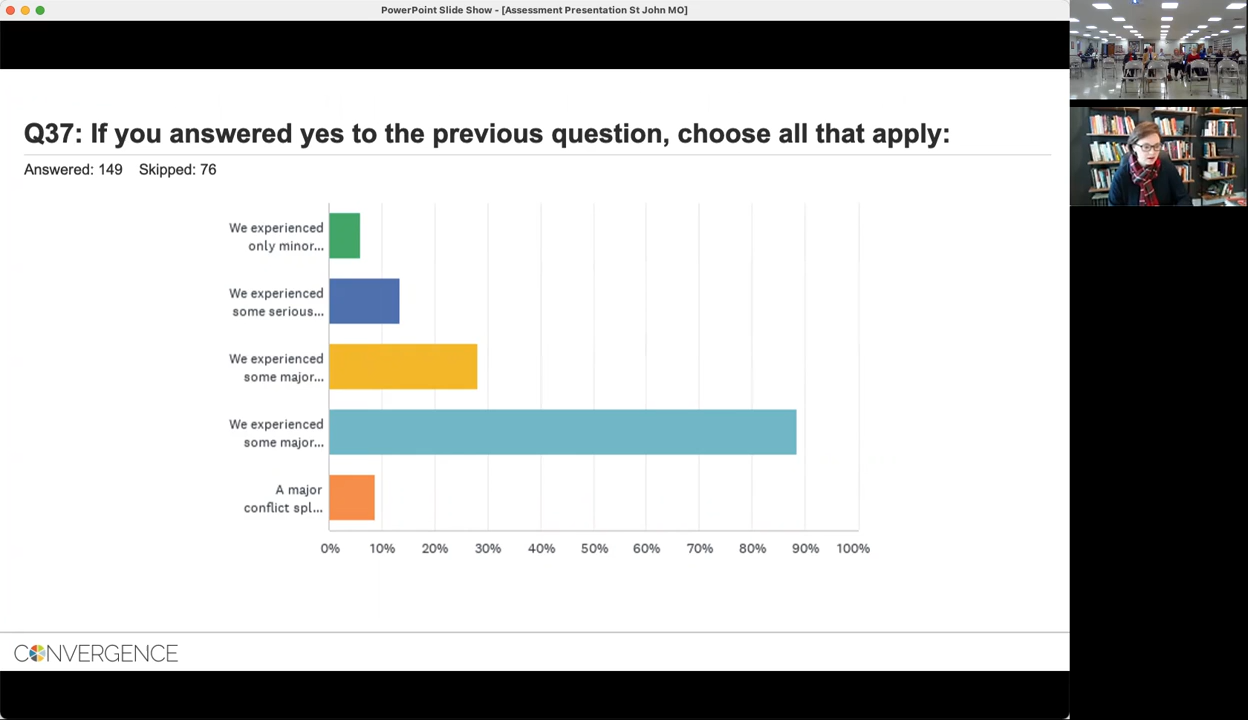 PowerPoint Slide Show - [Assessment Presentation St John MO]
Q37: If you answered yes to the previous question, choose all that apply:
Answered: 149 Skipped: 76
We experienced
only minor...
We experienced
some serious...
We experienced
some major...
We experienced
some major...
A major
conflict spl...
0% 10% 20% 30% 40% 50% 60% 70% 80% 90% 100%
CONVERGENCE